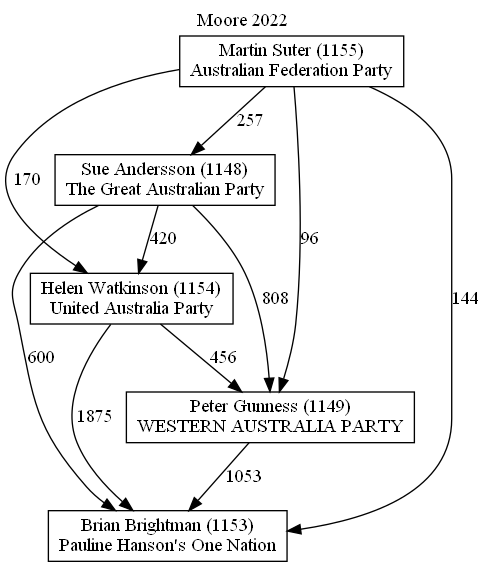 Moore 2022
Martin Suter (1155)
Australian Federation Party
257
Sue Andersson (1148)
The Great Australian Party
170
420
96
808
144
Helen Watkinson (1154)
United Australia Party
600
456
Peter Gunness (1149)
WESTERN AUSTRALIA PARTY
1875
1053
Brian Brightman (1153)
Pauline Hanson's One Nation